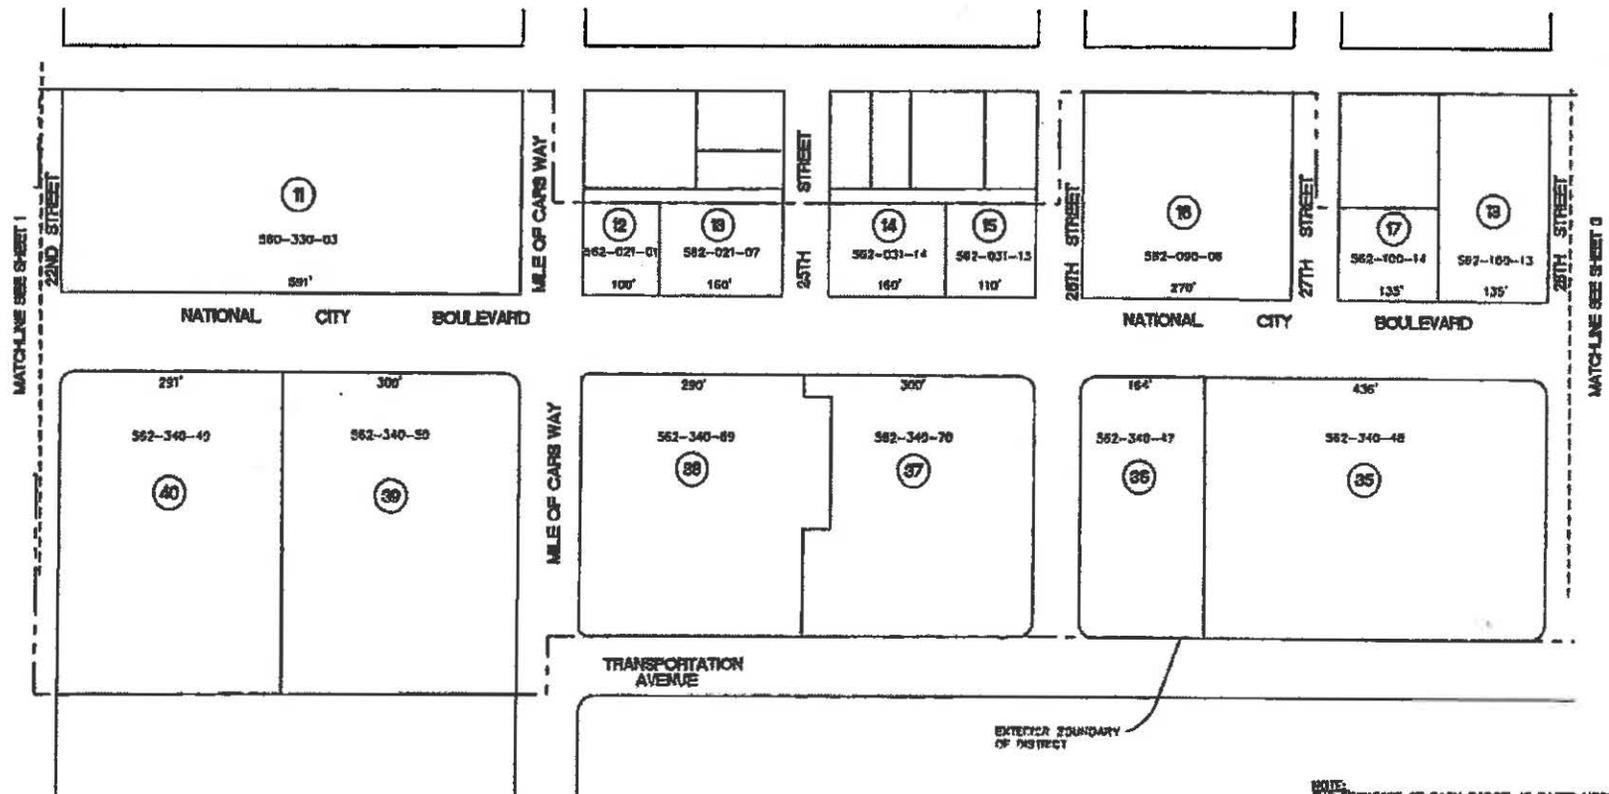 MATCHLINE SEE SHEET 1
22ND STREET
11
560-330-03
591'
MILE OF CARS WAY
12
562-021-01
100'
13
562-021-07
160'
25TH STREET
14
562-031-14
160'
15
562-031-13
110'
26TH STREET
16
562-090-06
270'
27TH STREET
17
562-100-14
135'
562-100-13
135'
28TH STREET
MATCHLINE SEE SHEET 3
NATIONAL CITY BOULEVARD
NATIONAL CITY BOULEVARD
291'
562-340-49
40
300'
562-340-50
39
MILE OF CARS WAY
290'
562-340-69
38
300'
562-340-70
37
164'
562-340-47
36
436'
562-340-48
35
TRANSPORTATION
AVENUE
EXTERIOR BOUNDARY
OF DISTRICT
NOTE: